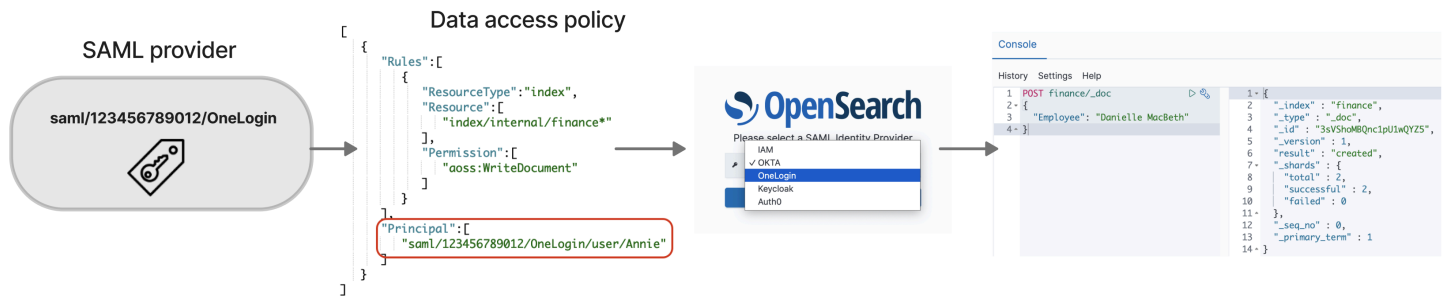 SAML provider
saml/123456789012/OneLogin
Data access policy
[
{
"Rules":[
{
"ResourceType":"index",
"Resource":[
"index/internal/finance*"
],
"Permission":[
"aoss:WriteDocument"
]
}
],
"Principal":[
"saml/123456789012/OneLogin/user/Annie"
]
}
]
OpenSearch
Please select a SAML Identity Provider
IAM
✓ OKTA
OneLogin
Keycloak
Auth0
Console
History Settings Help
1 POST finance/_doc
2 {
3 "Employee": "Danielle MacBeth"
4 }
1 {
2 "_index" : "finance",
3 "_type" : "_doc",
4 "_id" : "3sVShoMBQnc1pU1wQYZ5",
5 "_version" : 1,
6 "result" : "created",
7 "_shards" : {
8 "total" : 2,
9 "successful" : 2,
10 "failed" : 0
11 },
12 "_seq_no" : 0,
13 "_primary_term" : 1
14 }